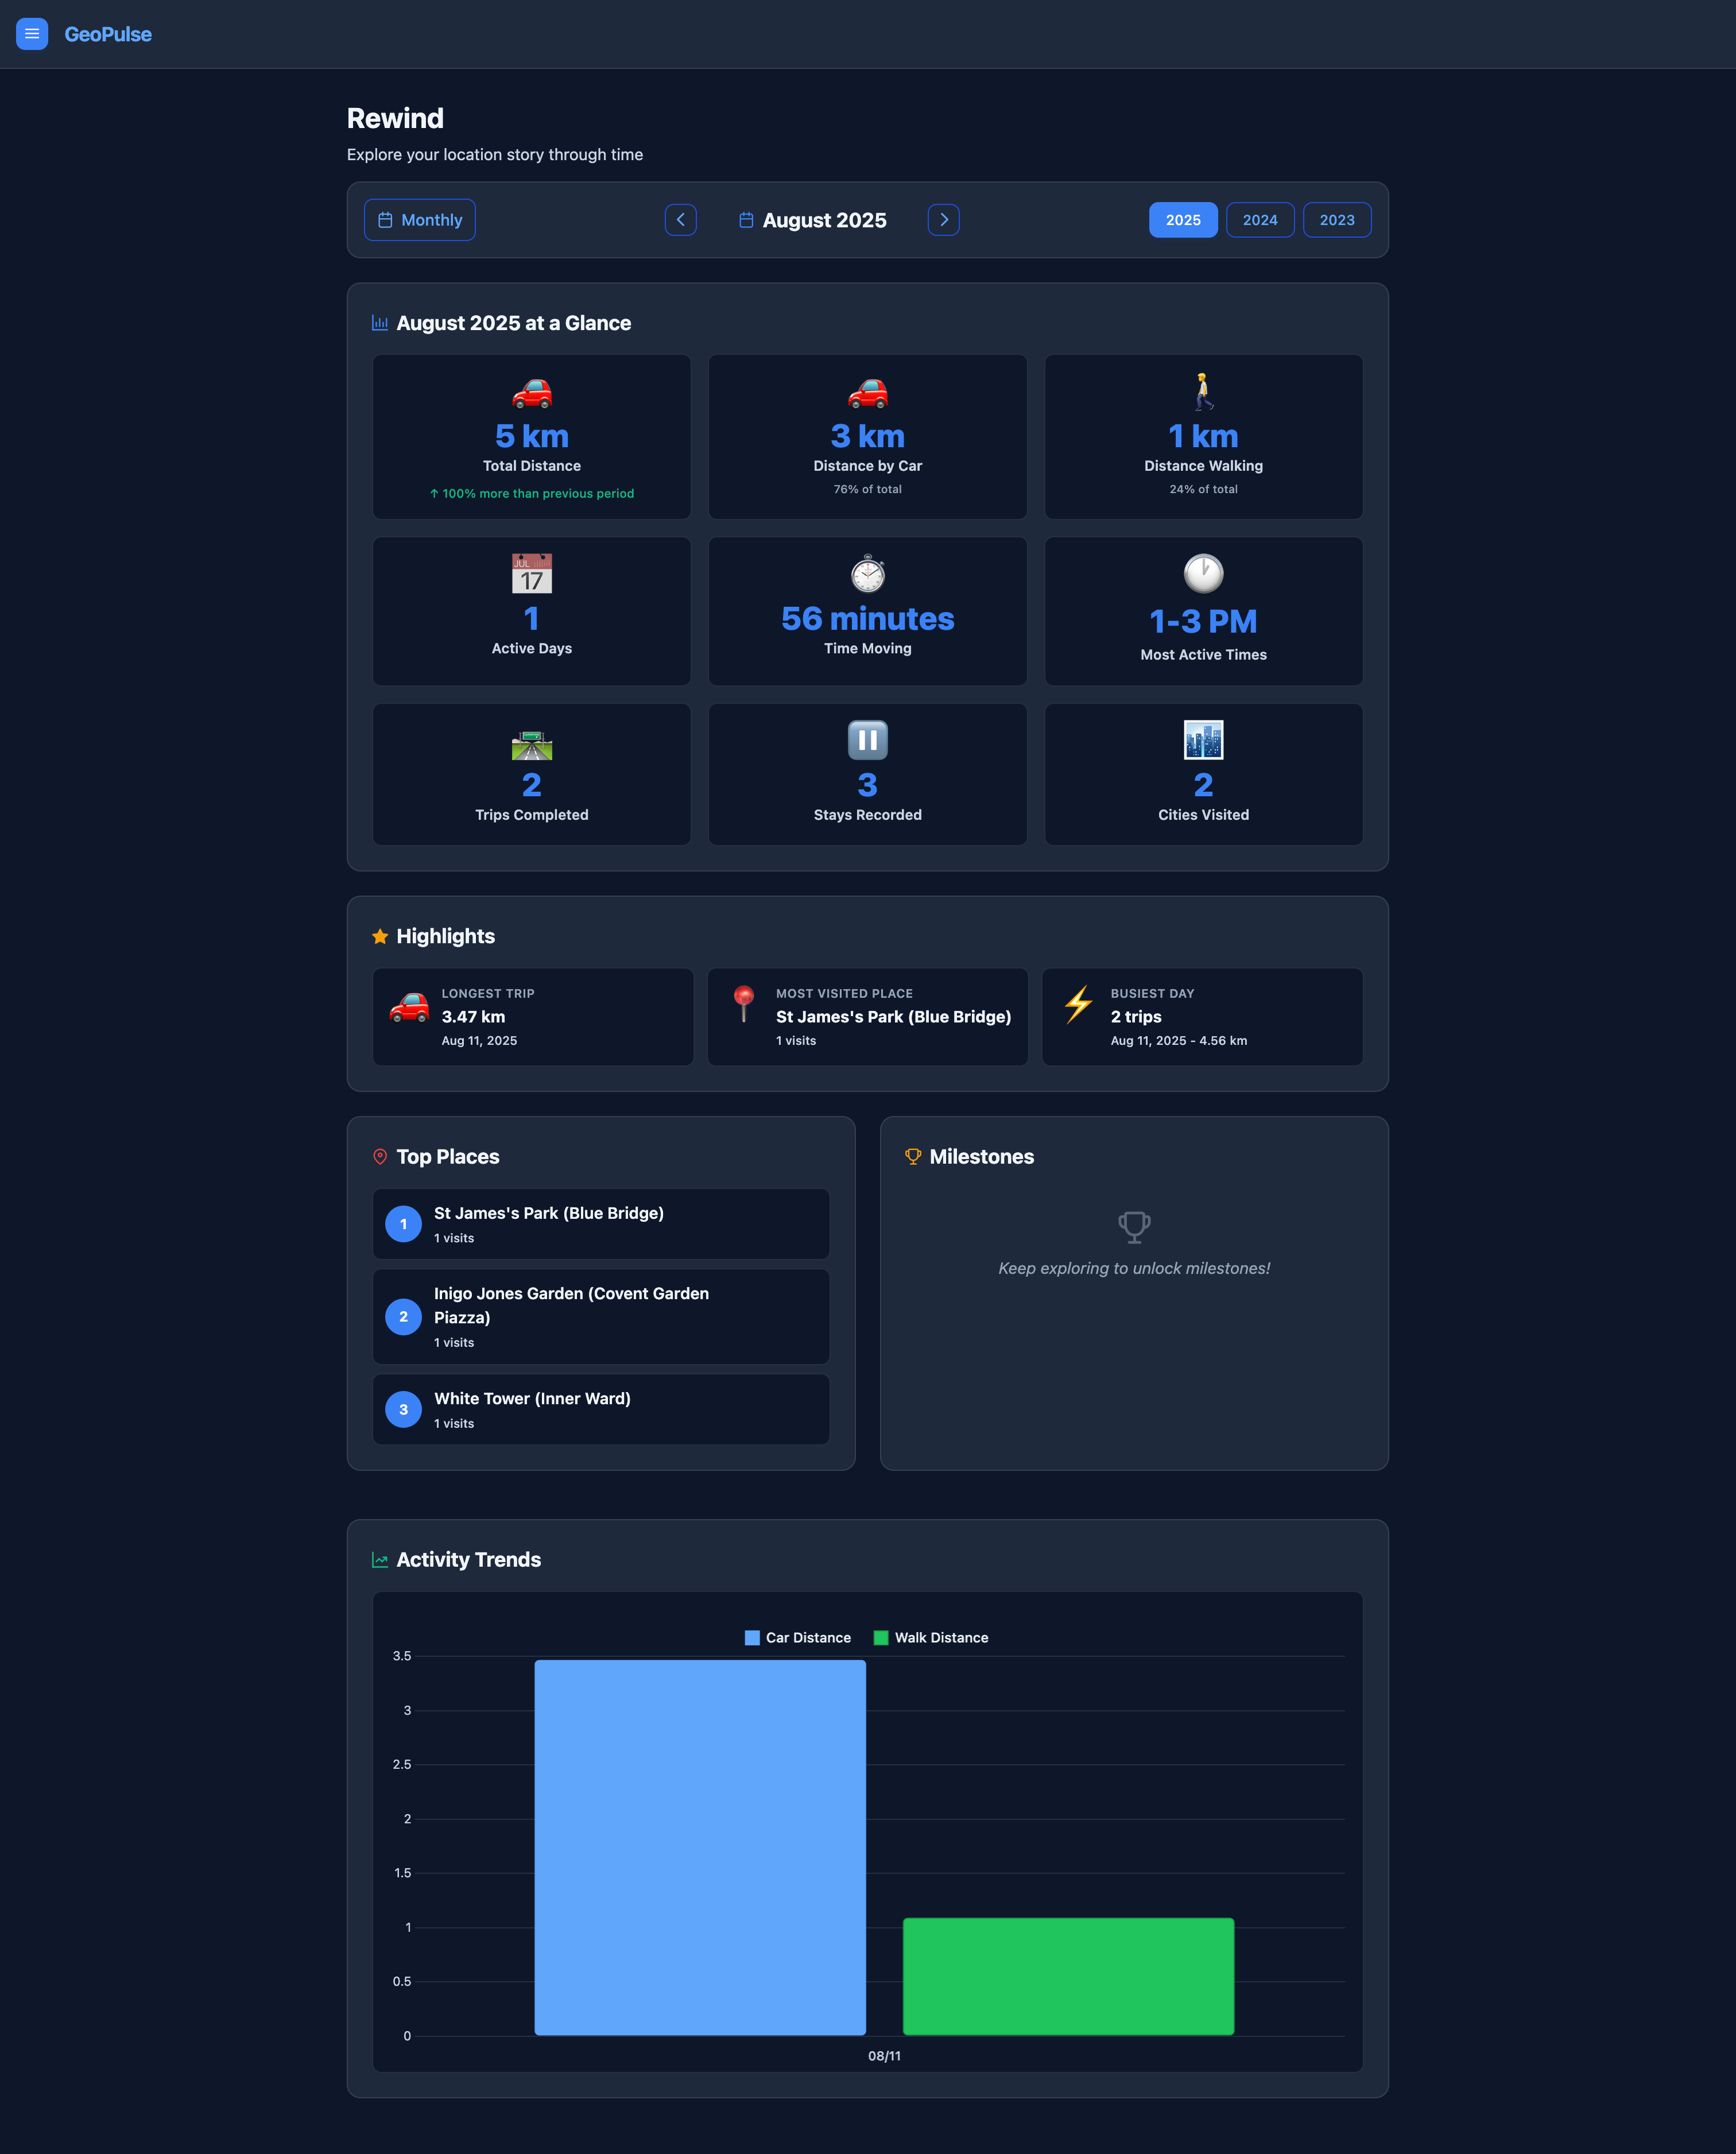 GeoPulse
Rewind
Explore your location story through time
Monthly
August 2025
2025
2024
2023
August 2025 at a Glance
5 km
Total Distance
↑ 100% more than previous period
3 km
Distance by Car
76% of total
1 km
Distance Walking
24% of total
JUL
17
1
Active Days
56 minutes
Time Moving
1-3 PM
Most Active Times
2
Trips Completed
3
Stays Recorded
2
Cities Visited
Highlights
LONGEST TRIP
3.47 km
Aug 11, 2025
MOST VISITED PLACE
St James's Park (Blue Bridge)
1 visits
BUSIEST DAY
2 trips
Aug 11, 2025 - 4.56 km
Top Places
1
St James's Park (Blue Bridge)
1 visits
2
Inigo Jones Garden (Covent Garden
Piazza)
1 visits
3
White Tower (Inner Ward)
1 visits
Milestones
Keep exploring to unlock milestones!
Activity Trends
Car Distance
Walk Distance
3.5
3
2.5
2
1.5
1
0.5
0
08/11